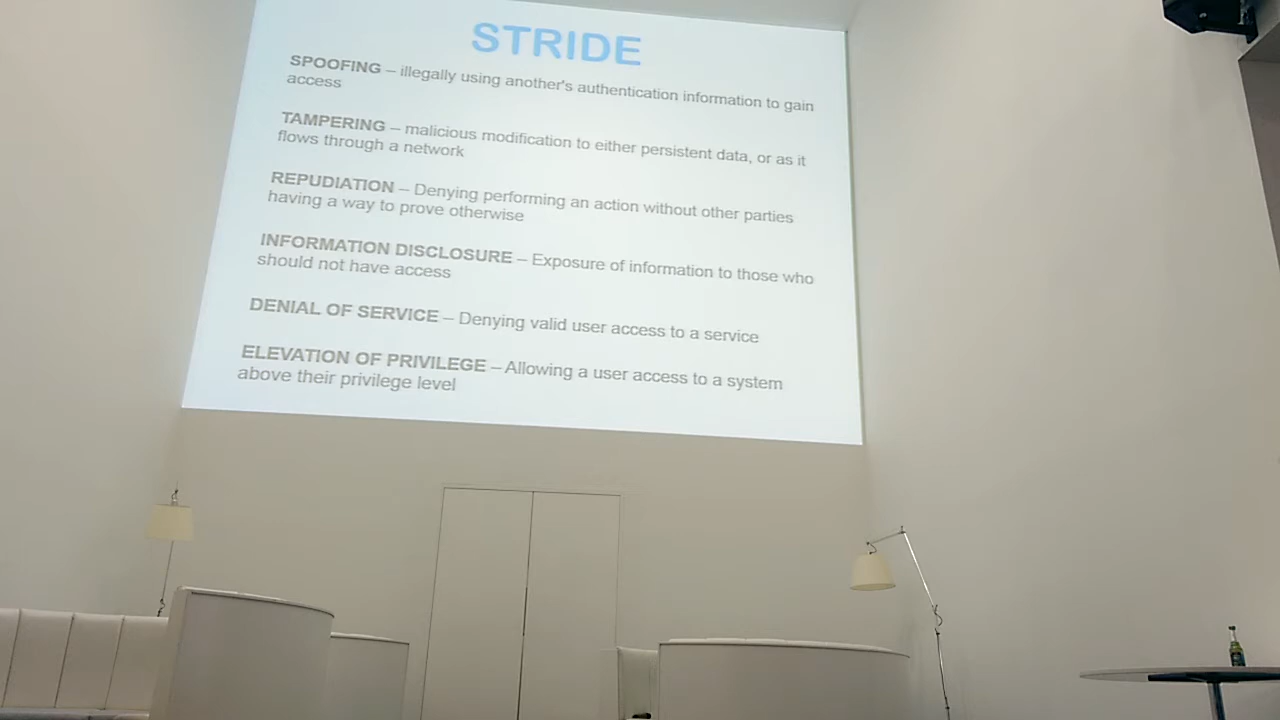 STRIDE
SPOOFING – illegally using another's authentication information to gain
access
TAMPERING – malicious modification to either persistent data, or as it
flows through a network
REPUDIATION – Denying performing an action without other parties
having a way to prove otherwise
INFORMATION DISCLOSURE – Exposure of information to those who
should not have access
DENIAL OF SERVICE – Denying valid user access to a service
ELEVATION OF PRIVILEGE – Allowing a user access to a system
above their privilege level